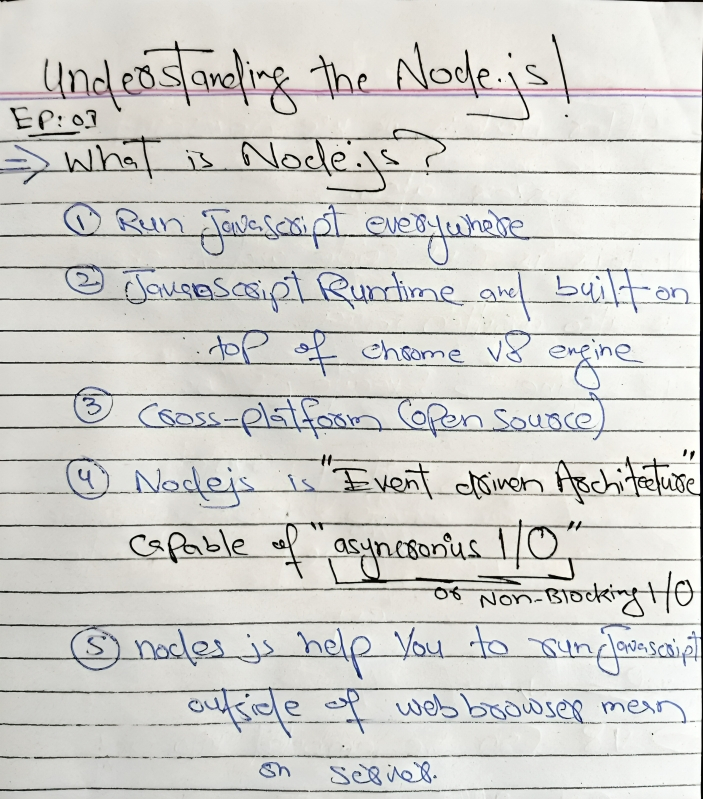 Understanding the Node.js!
EP:03
⇒ What is Node.js?
① Run Javascript everywhere
② Javascript Runtime and built on
top of chrome v8 engine
③ Cross-platform (open source)
④ Nodejs is "Event driven Architecture"
capable of "asyncronius I/O"
or Non-Blocking I/O
⑤ nodes js help You to run Javascript
outside of web browser mean
on server.